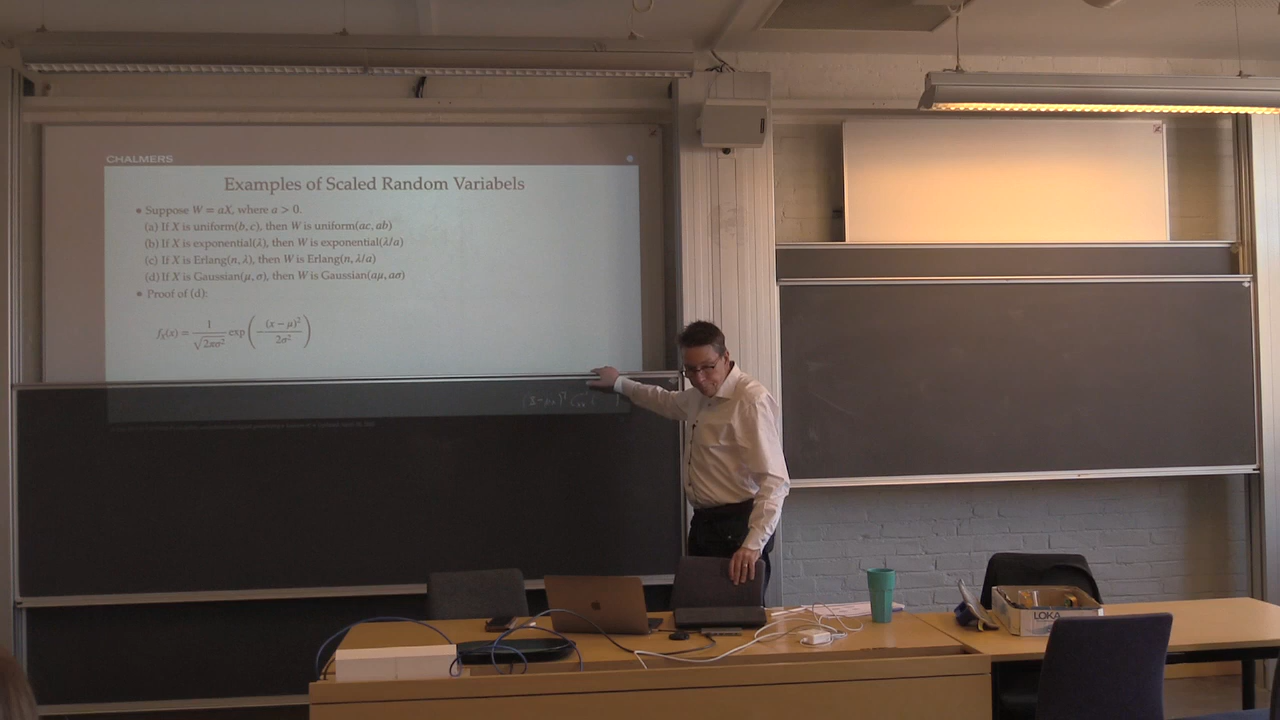 CHALMERS
Examples of Scaled Random Variabels
• Suppose W = aX, where a > 0.
(a) If X is uniform(b, c), then W is uniform(ac, ab)
(b) If X is exponential(λ), then W is exponential(λ/a)
(c) If X is Erlang(n, λ), then W is Erlang(n, λ/a)
(d) If X is Gaussian(μ, σ), then W is Gaussian(aμ, aσ)
• Proof of (d):
f_X(x) = 1/√(2πσ²) exp(−(x − μ)²/2σ²)
LOKA